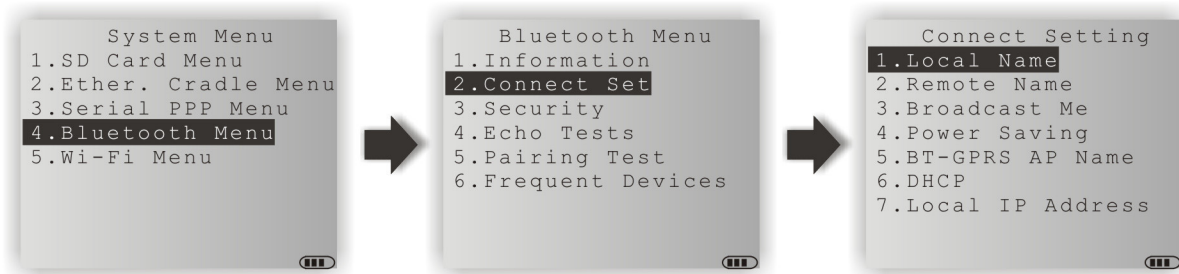 System Menu
1.SD Card Menu
2.Ether. Cradle Menu
3.Serial PPP Menu
4.Bluetooth Menu
5.Wi-Fi Menu
Bluetooth Menu
1.Information
2.Connect Set
3.Security
4.Echo Tests
5.Pairing Test
6.Frequent Devices
Connect Setting
1.Local Name
2.Remote Name
3.Broadcast Me
4.Power Saving
5.BT-GPRS AP Name
6.DHCP
7.Local IP Address